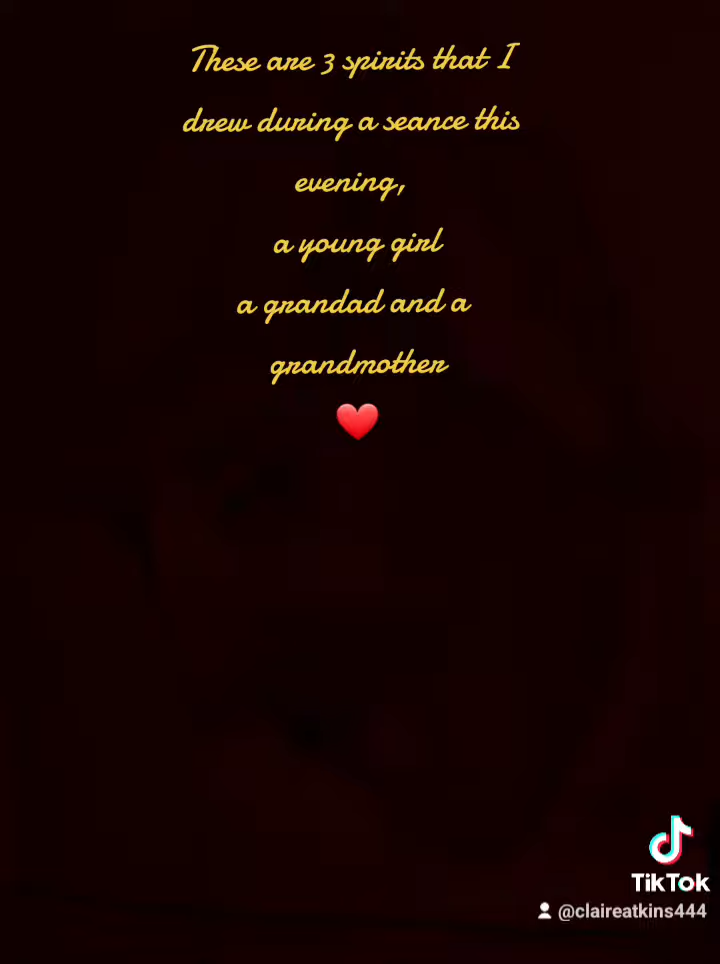 These are 3 spirits that I
drew during a seance this
evening,
a young girl
a grandad and a
grandmother
❤️
TikTok
@claireatkins444